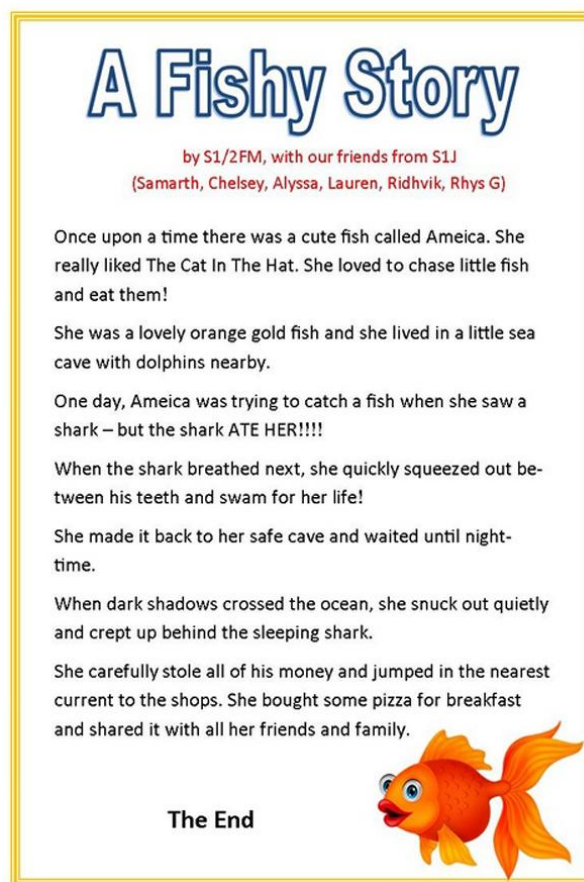 A Fishy Story
by S1/2FM, with our friends from S1J
(Samarth, Chelsey, Alyssa, Lauren, Ridhvik, Rhys G)
Once upon a time there was a cute fish called Ameica. She
really liked The Cat In The Hat. She loved to chase little fish
and eat them!
She was a lovely orange gold fish and she lived in a little sea
cave with dolphins nearby.
One day, Ameica was trying to catch a fish when she saw a
shark – but the shark ATE HER!!!!
When the shark breathed next, she quickly squeezed out be-
tween his teeth and swam for her life!
She made it back to her safe cave and waited until night-
time.
When dark shadows crossed the ocean, she snuck out quietly
and crept up behind the sleeping shark.
She carefully stole all of his money and jumped in the nearest
current to the shops. She bought some pizza for breakfast
and shared it with all her friends and family.
The End